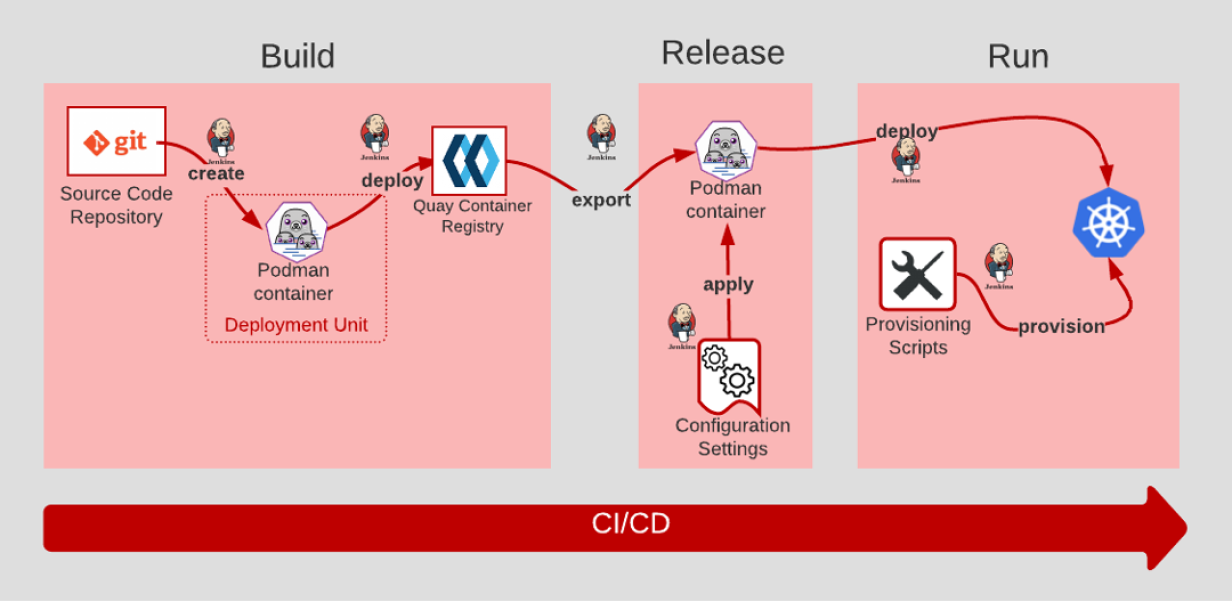 Build
Release
Run
git
Jenkins
create
Source Code
Repository
Jenkins
deploy
Quay Container
Registry
Podman
container
Deployment Unit
Jenkins
export
Podman
container
apply
Jenkins
Configuration
Settings
deploy
Jenkins
Provisioning
Scripts
Jenkins
provision
CI/CD